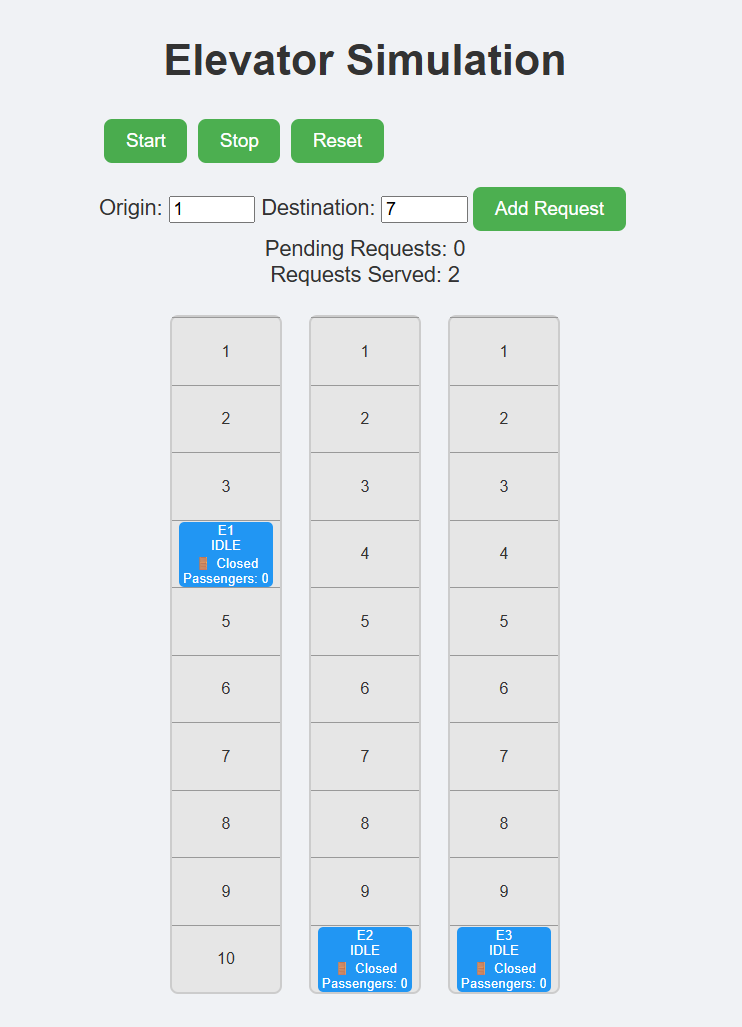 Elevator Simulation
Start Stop Reset
Origin: 1 Destination: 7 Add Request
Pending Requests: 0
Requests Served: 2
1 1 1
2 2 2
3 3 3
E1
IDLE
Closed
Passengers: 0
4 4
5 5 5
6 6 6
7 7 7
8 8 8
9 9 9
10
E2
IDLE
Closed
Passengers: 0
E3
IDLE
Closed
Passengers: 0